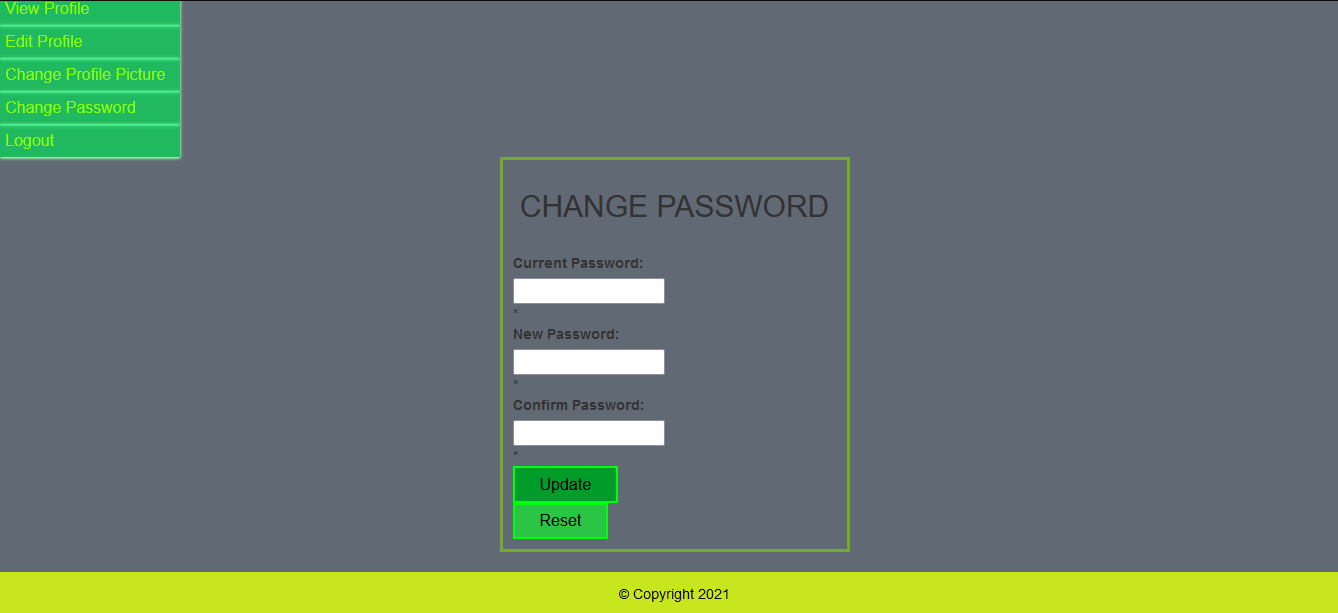 View Profile
Edit Profile
Change Profile Picture
Change Password
Logout
CHANGE PASSWORD
Current Password:
*
New Password:
*
Confirm Password:
*
Update
Reset
© Copyright 2021